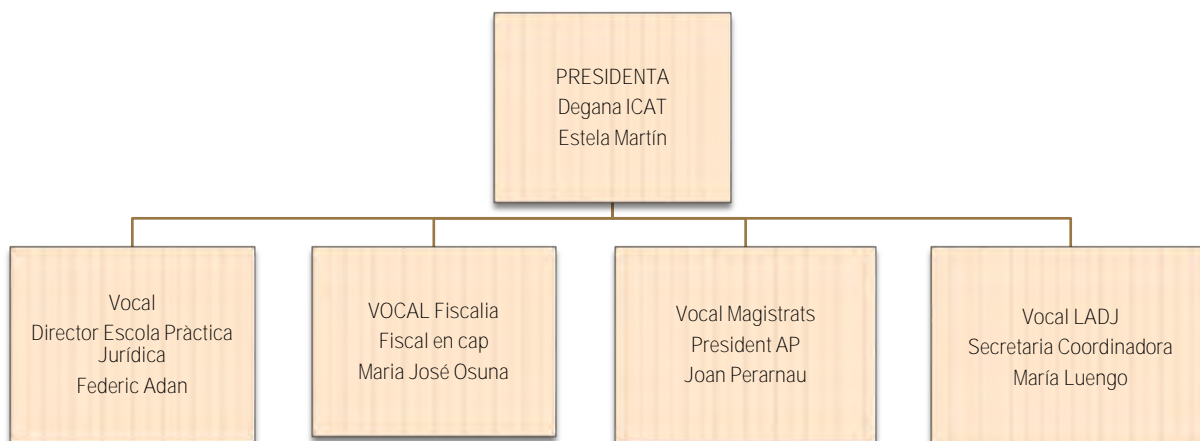 PRESIDENTA
Degana ICAT
Estela Martín
Vocal
Director Escola Pràctica
Jurídica
Federic Adan
VOCAL Fiscalia
Fiscal en cap
Maria José Osuna
Vocal Magistrats
President AP
Joan Perarnau
Vocal LADJ
Secretaria Coordinadora
María Luengo